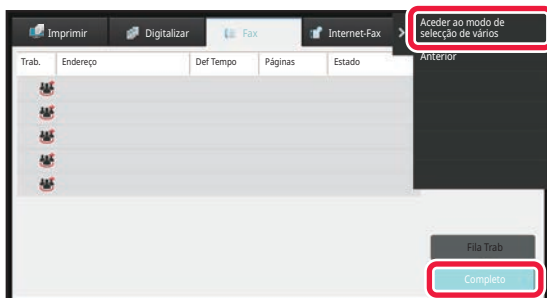 Imprimir
Digitalizar
Fax
Internet-Fax
Aceder ao modo de
selecção de vários
Trab.
Endereço
Def Tempo
Páginas
Estado
Anterior
Fila Trab
Completo